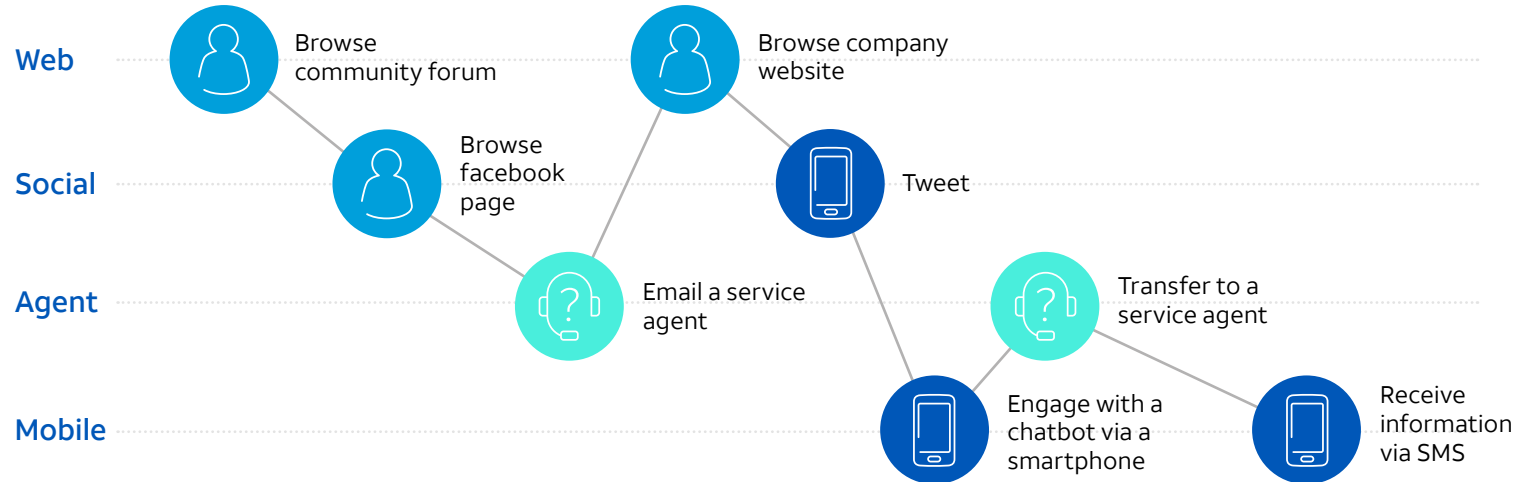 Web
Browse
community forum
Browse company
website
Social
Browse
facebook
page
Tweet
Agent
Email a service
agent
Transfer to a
service agent
Mobile
Engage with a
chatbot via a
smartphone
Receive
information
via SMS
?
?